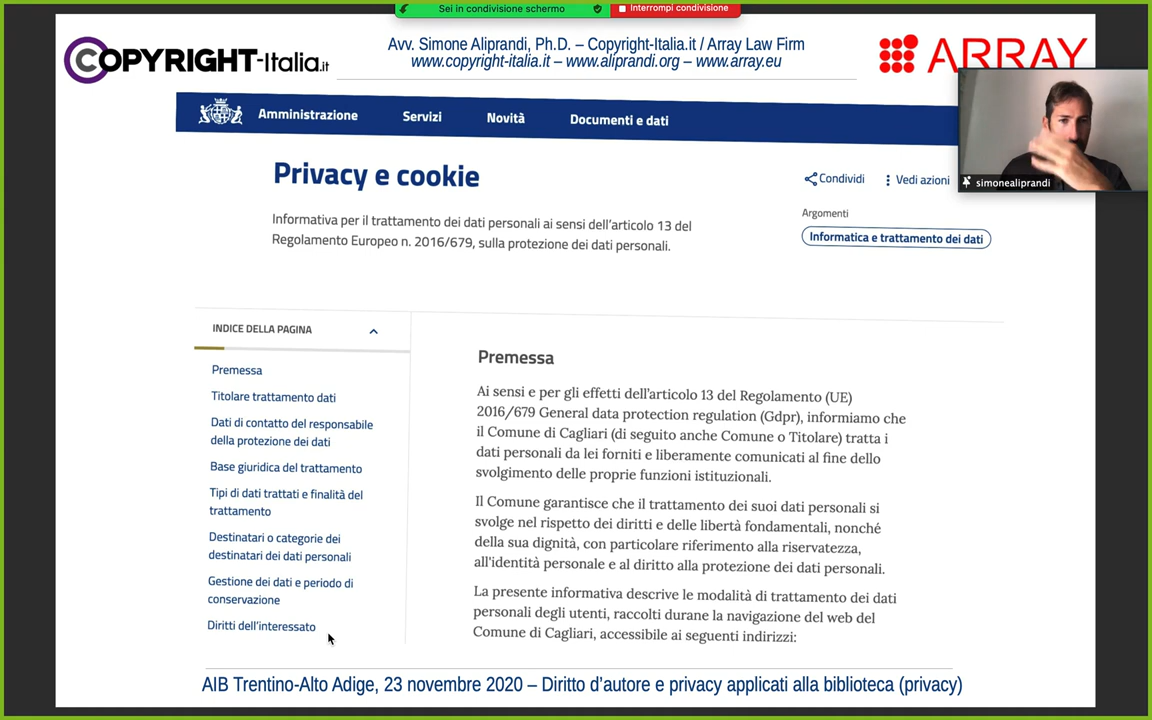 Sei in condivisione schermo
Interrompi condivisione
COPYRIGHT-Italia.it
Avv. Simone Aliprandi, Ph.D. – Copyright-Italia.it / Array Law Firm
www.copyright-italia.it – www.aliprandi.org – www.array.eu
ARRAY
Amministrazione Servizi Novità Documenti e dati
simonealiprandi
Privacy e cookie
Condividi Vedi azioni
Informativa per il trattamento dei dati personali ai sensi dell'articolo 13 del
Regolamento Europeo n. 2016/679, sulla protezione dei dati personali.
Argomenti
Informatica e trattamento dei dati
INDICE DELLA PAGINA
Premessa
Titolare trattamento dati
Dati di contatto del responsabile
della protezione dei dati
Base giuridica del trattamento
Tipi di dati trattati e finalità del
trattamento
Destinatari o categorie dei
destinatari dei dati personali
Gestione dei dati e periodo di
conservazione
Diritti dell'interessato
Premessa
Ai sensi e per gli effetti dell'articolo 13 del Regolamento (UE)
2016/679 General data protection regulation (Gdpr), informiamo che
il Comune di Cagliari (di seguito anche Comune o Titolare) tratta i
dati personali da lei forniti e liberamente comunicati al fine dello
svolgimento delle proprie funzioni istituzionali.
Il Comune garantisce che il trattamento dei suoi dati personali si
svolge nel rispetto dei diritti e delle libertà fondamentali, nonché
della sua dignità, con particolare riferimento alla riservatezza,
all'identità personale e al diritto alla protezione dei dati personali.
La presente informativa descrive le modalità di trattamento dei dati
personali degli utenti, raccolti durane la navigazione del web del
Comune di Cagliari, accessibile ai seguenti indirizzi:
AIB Trentino-Alto Adige, 23 novembre 2020 – Diritto d'autore e privacy applicati alla biblioteca (privacy)